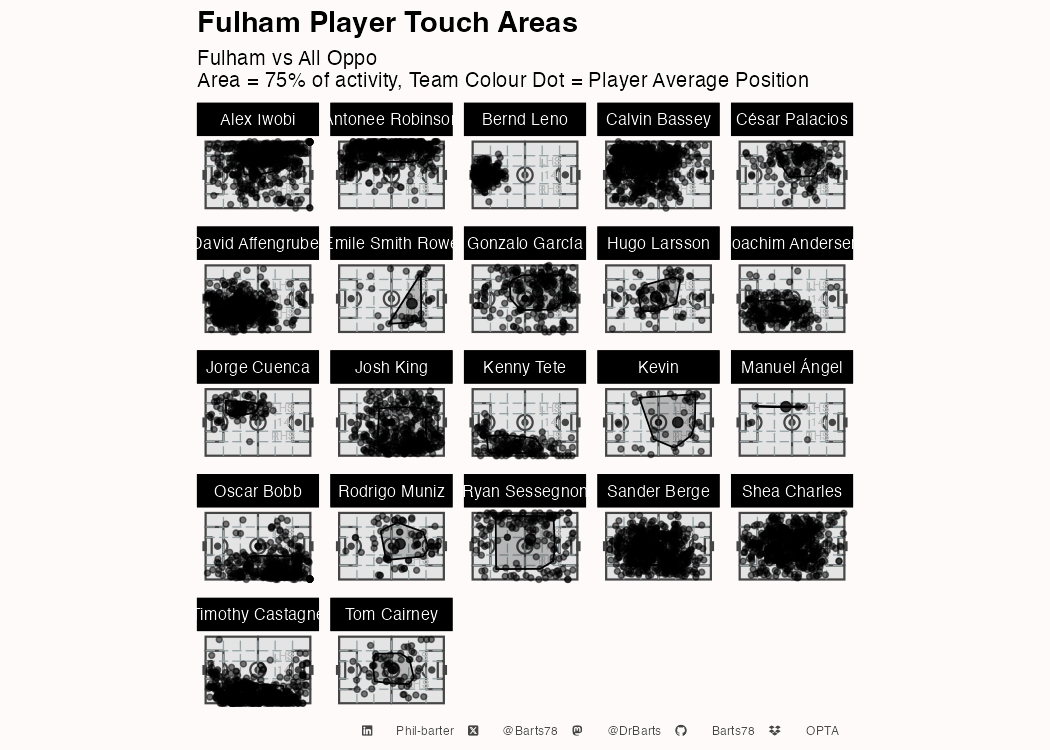 Fulham Player Touch Areas
Fulham vs All Oppo
Area = 75% of activity, Team Colour Dot = Player Average Position
Alex Iwobi Antonee Robinson Bernd Leno Calvin Bassey César Palacios
David Affengruber Emile Smith Rowe Gonzalo García Hugo Larsson Joachim Andersen
Jorge Cuenca Josh King Kenny Tete Kevin Manuel Ángel
Oscar Bobb Rodrigo Muniz Ryan Sessegnon Sander Berge Shea Charles
Timothy Castagne Tom Cairney
Phil-barter @Barts78 @DrBarts Barts78 OPTA